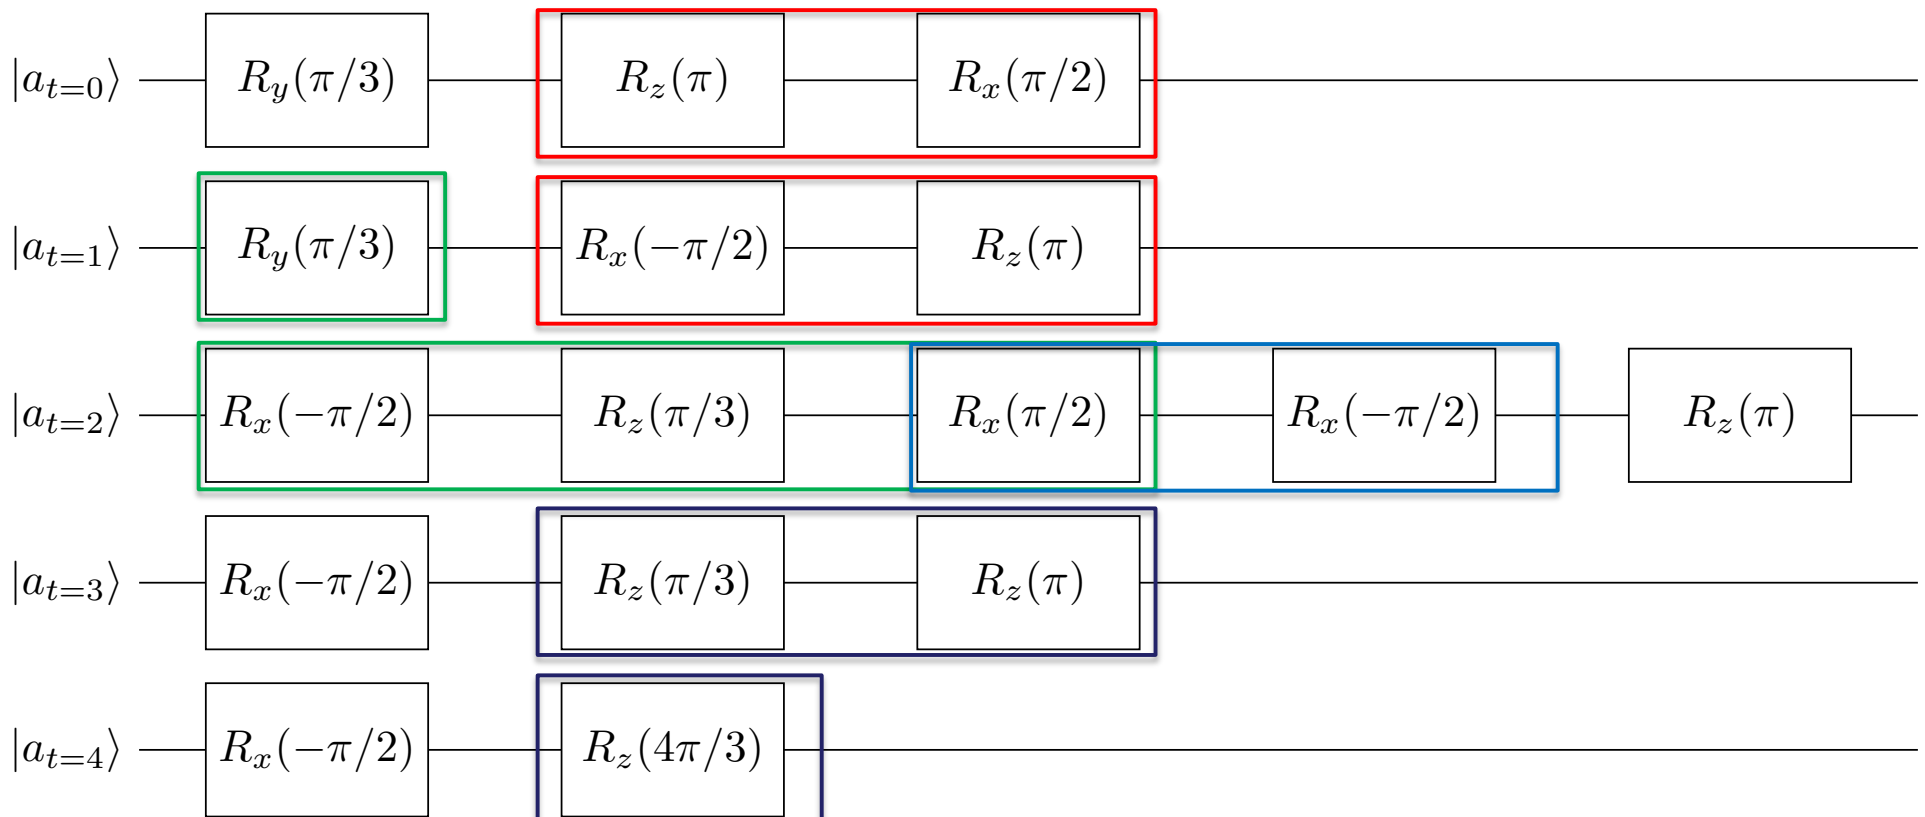 |a_{t=0}⟩ R_y(π/3) R_z(π) R_x(π/2)
|a_{t=1}⟩ R_y(π/3) R_x(−π/2) R_z(π)
|a_{t=2}⟩ R_x(−π/2) R_z(π/3) R_x(π/2) R_x(−π/2) R_z(π)
|a_{t=3}⟩ R_x(−π/2) R_z(π/3) R_z(π)
|a_{t=4}⟩ R_x(−π/2) R_z(4π/3)